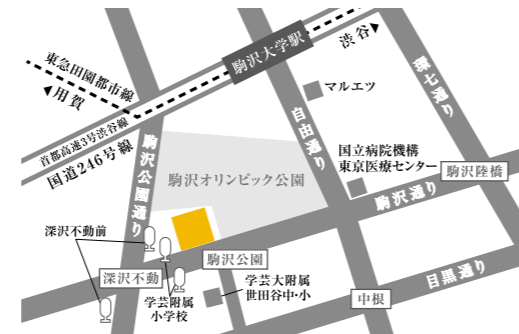 駒沢大学駅
渋谷▶
東急田園都市線
◀用賀
首都高速3号渋谷線
国道246号線
マルエツ
環七通り
自由通り
国立病院機構
東京医療センター
駒沢陸橋
駒沢公園通り
駒沢オリンピック公園
駒沢通り
深沢不動前
駒沢公園
深沢不動
目黒通り
学芸大附属
世田谷中・小
中根
学芸附属
小学校